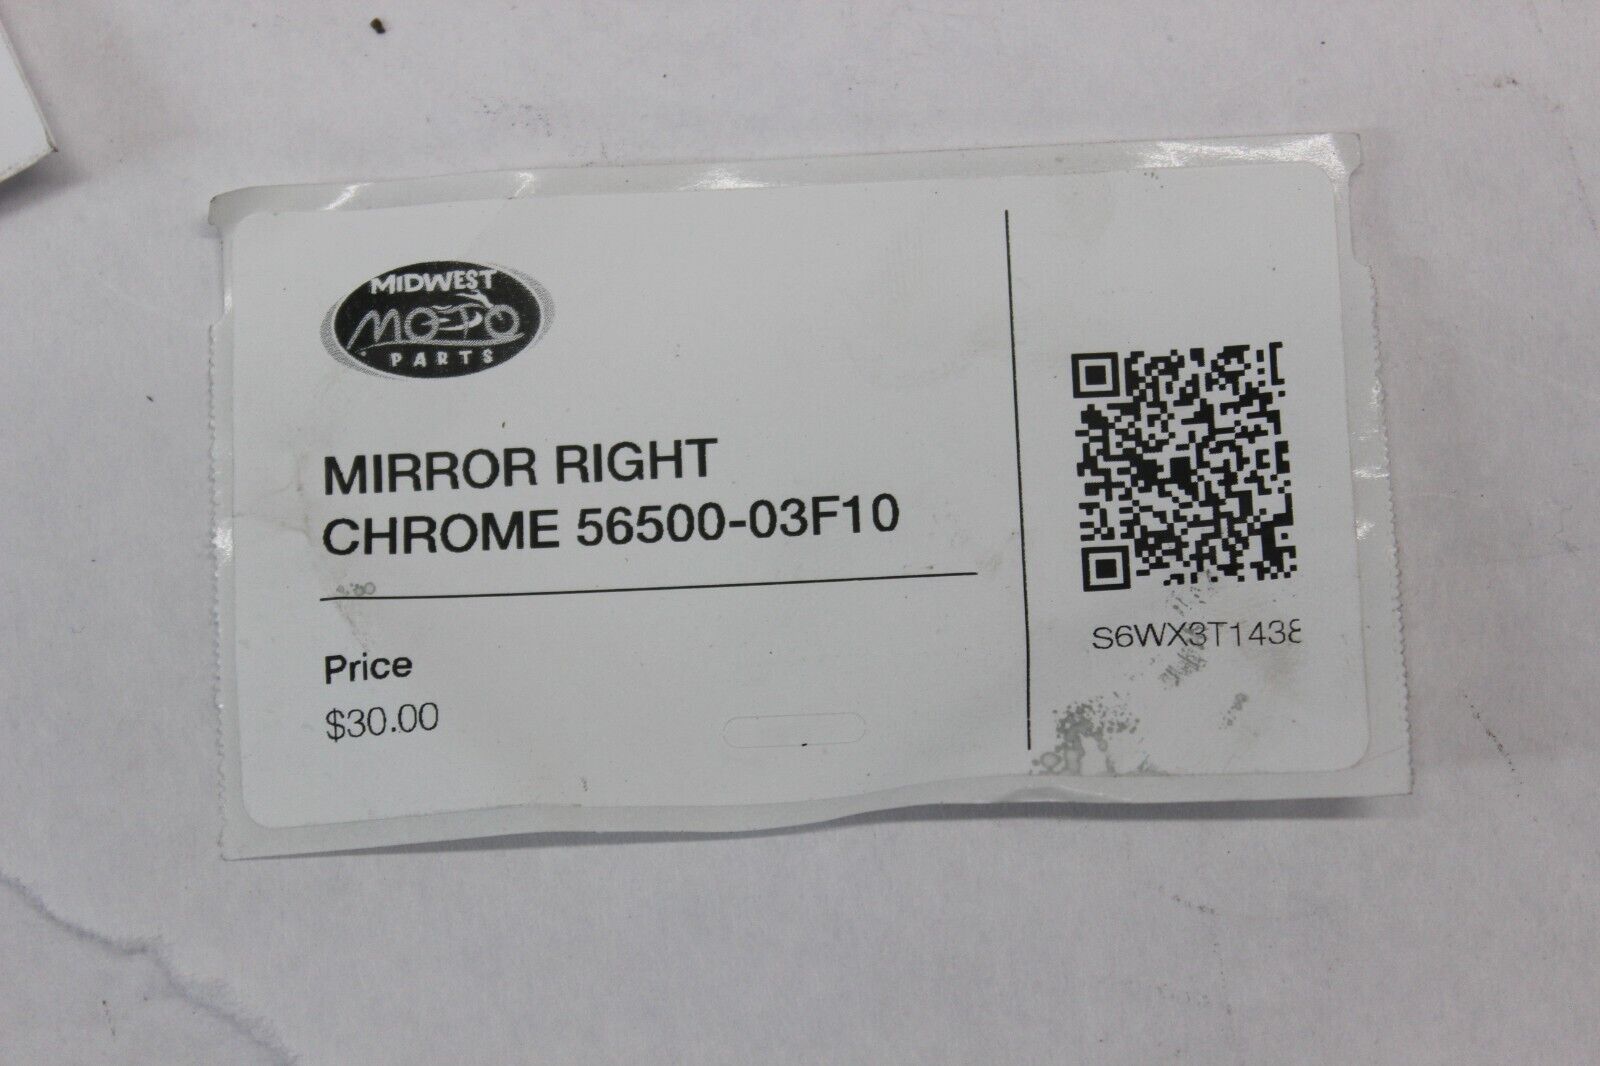 MIDWEST
MOTO
PARTS
MIRROR RIGHT
CHROME 56500-03F10
Price
$30.00
S6WX3T1438